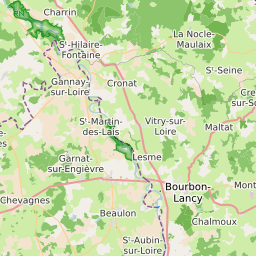 Charrin
La Nocle-
Maulaix
St-Hilaire-
Fontaine
St-Seine
Gannay-
sur-Loire
Cronat
Cre
sur-So
St-Martin-
des-Lais
Vitry-sur-
Loire
Maltat
Lesme
Garnat-
sur-Engièvre
Bourbon-
Lancy
Chevagnes
Beaulon
Chalmoux
St-Aubin-
sur-Loire